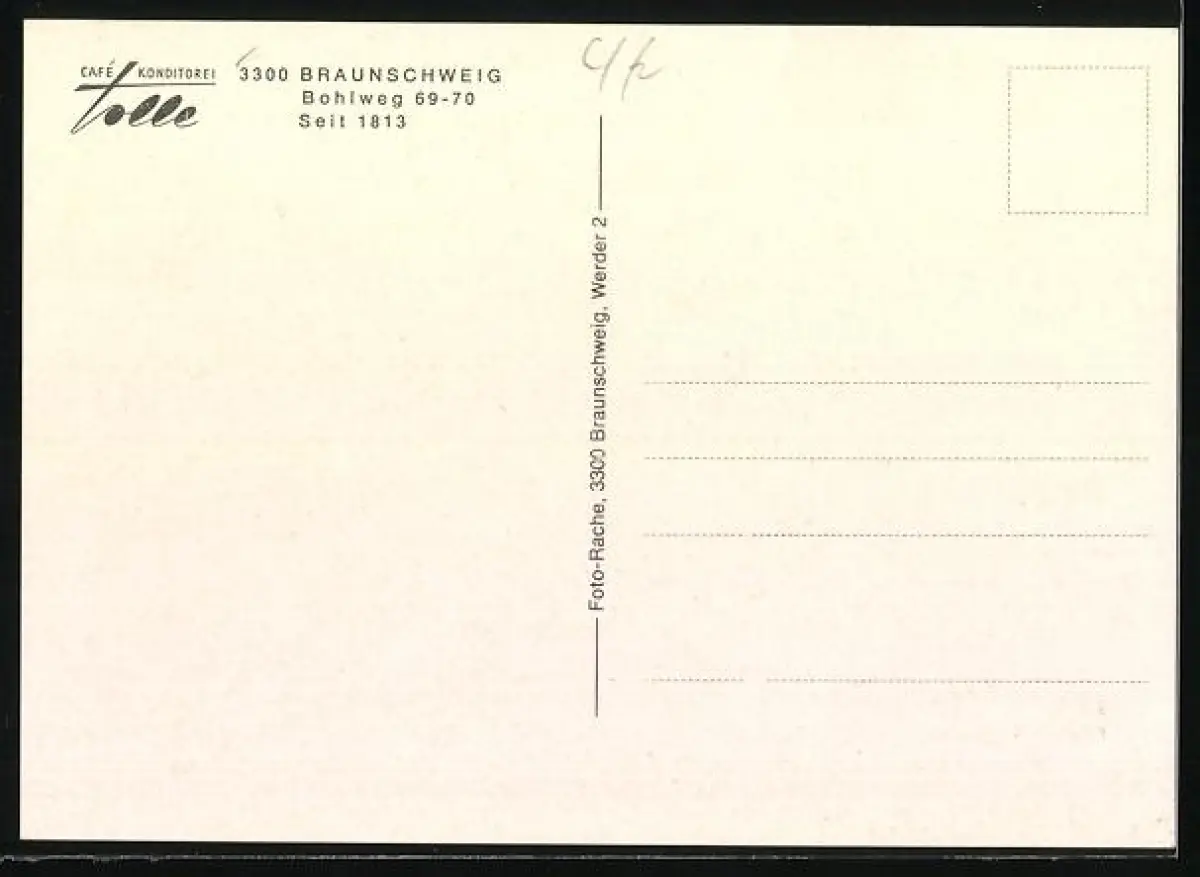 CAFÉ KONDITOREI
Tolle
3300 BRAUNSCHWEIG
Bohlweg 69-70
Seit 1813
Foto-Rache, 3300 Braunschweig, Werder 2